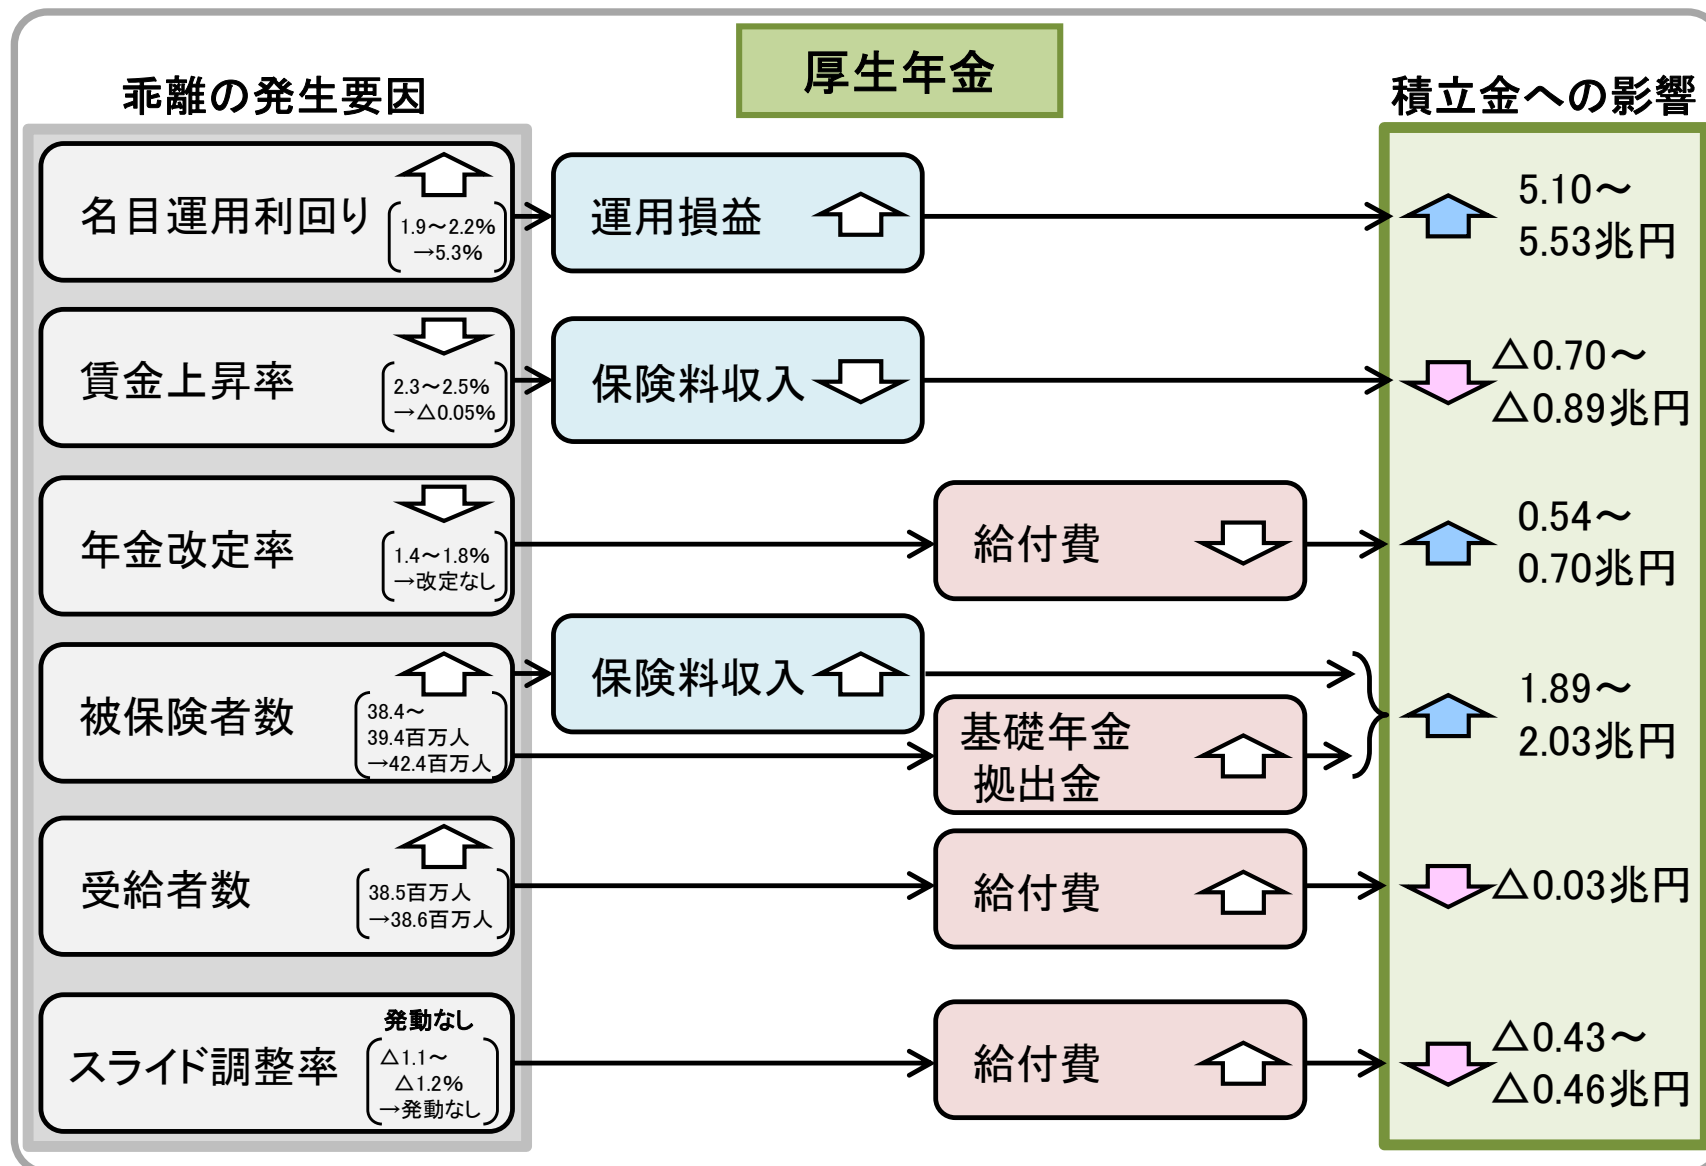 厚生年金
乖離の発生要因
積立金への影響
名目運用利回り
1.9～2.2%
→5.3%
運用損益
5.10～
5.53兆円
賃金上昇率
2.3～2.5%
→△0.05%
保険料収入
△0.70～
△0.89兆円
年金改定率
1.4～1.8%
→改定なし
給付費
0.54～
0.70兆円
被保険者数
38.4～
39.4百万人
→42.4百万人
保険料収入
基礎年金
拠出金
1.89～
2.03兆円
受給者数
38.5百万人
→38.6百万人
給付費
△0.03兆円
スライド調整率
発動なし
△1.1～
△1.2%
→発動なし
給付費
△0.43～
△0.46兆円